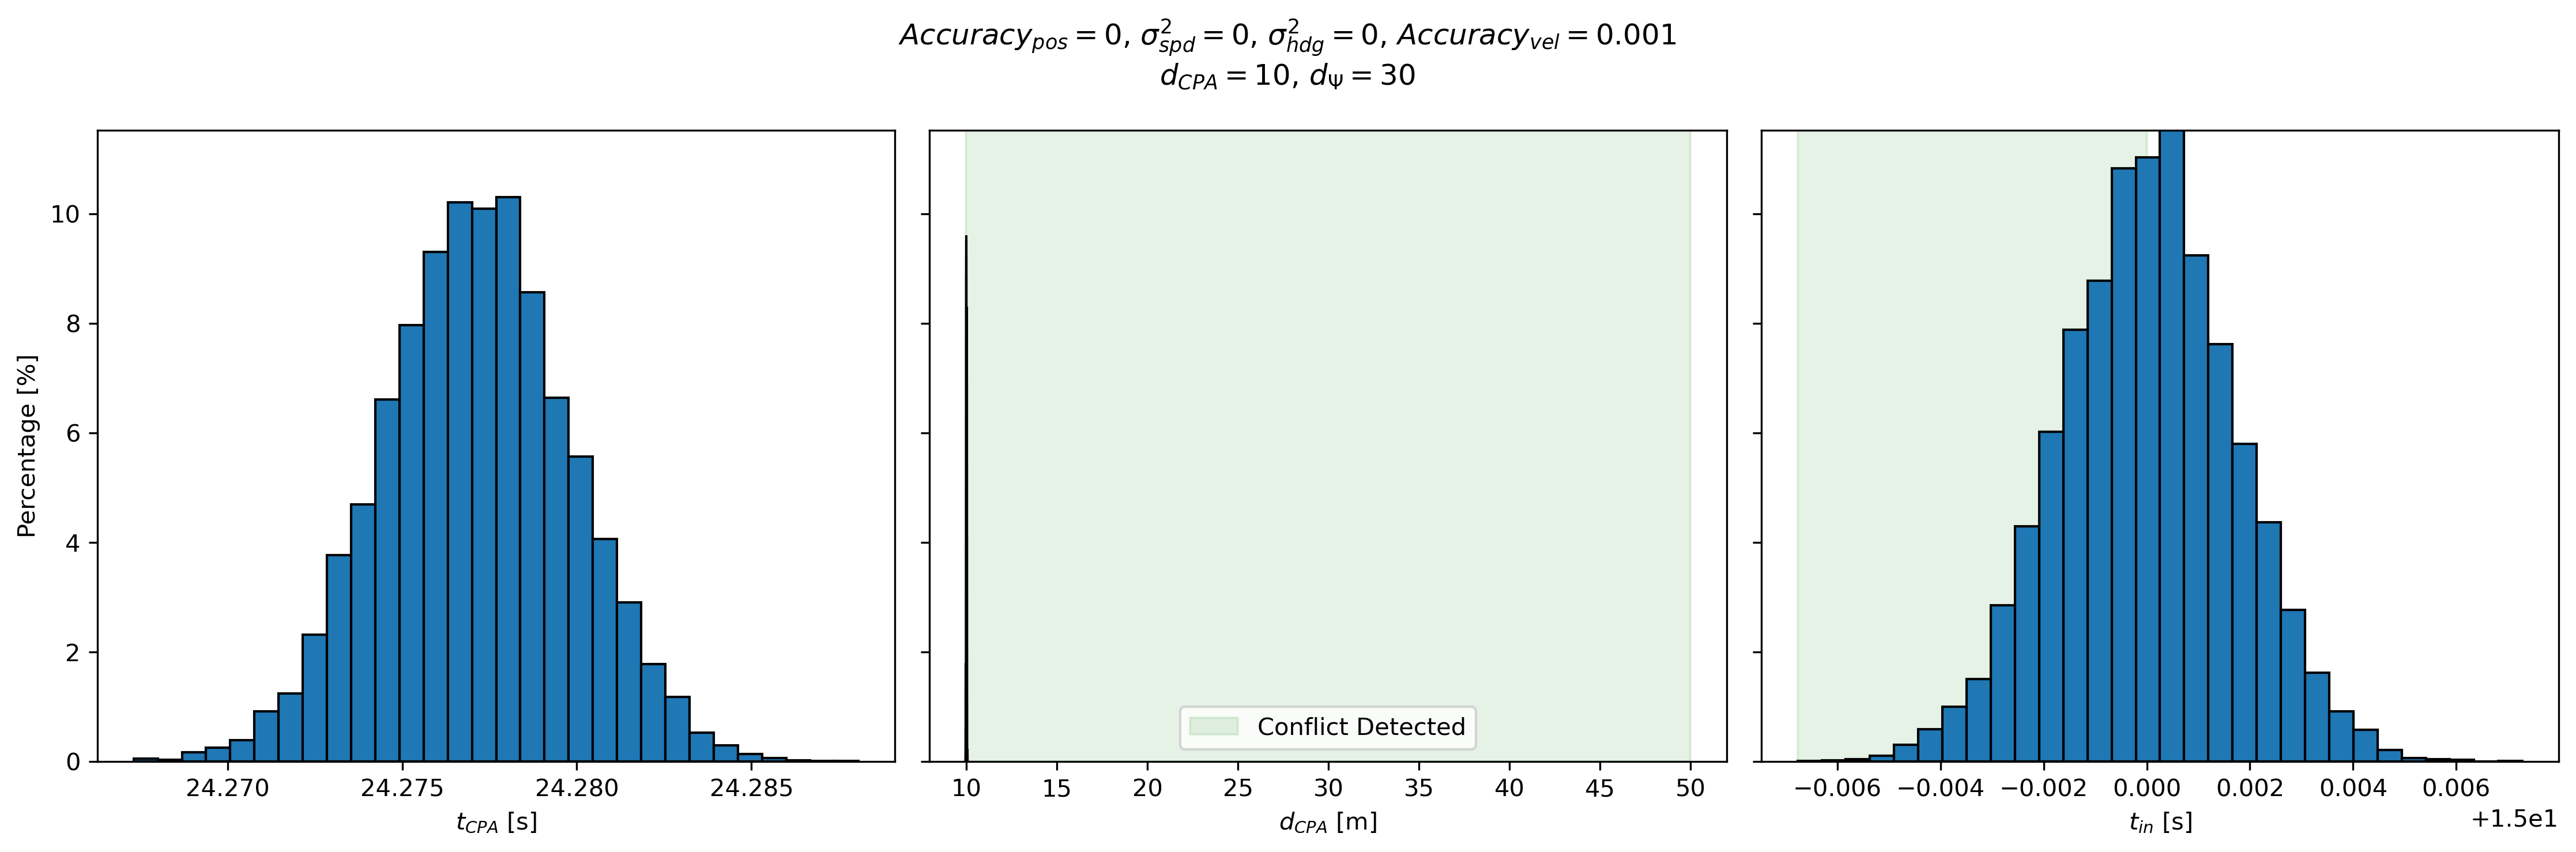 Accuracy_pos = 0, σ²_spd = 0, σ²_hdg = 0, Accuracy_vel = 0.001
d_CPA = 10, d_Ψ = 30
Percentage [%]
10
8
6
4
2
0
24.270 24.275 24.280 24.285
t_CPA [s]
Conflict Detected
10 15 20 25 30 35 40 45 50
d_CPA [m]
−0.006 −0.004 −0.002 0.000 0.002 0.004 0.006
+1.5e1
t_in [s]